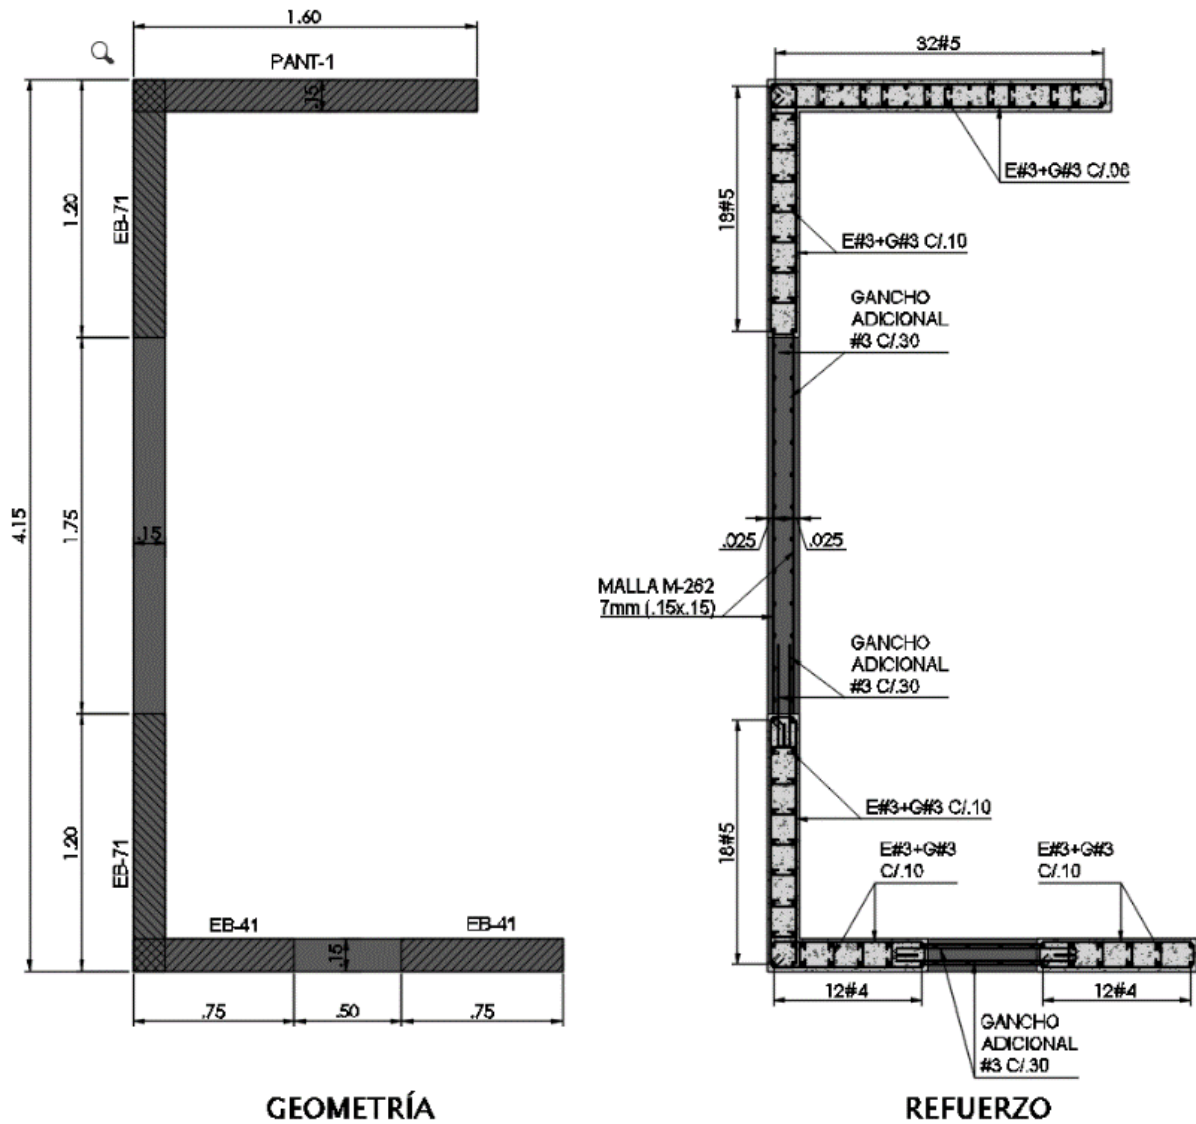 1.60
PANT-1
.15
1.20
EB-71
4.15
1.75
.15
1.20
EB-71
EB-41
EB-41
.15
.75
.50
.75
GEOMETRÍA
32#5
18#5
E#3+G#3 C/.06
E#3+G#3 C/.10
GANCHO
ADICIONAL
#3 C/.30
.025
.025
MALLA M-262
7mm (.15x.15)
GANCHO
ADICIONAL
#3 C/.30
18#5
E#3+G#3 C/.10
E#3+G#3
C/.10
E#3+G#3
C/.10
12#4
12#4
GANCHO
ADICIONAL
#3 C/.30
REFUERZO